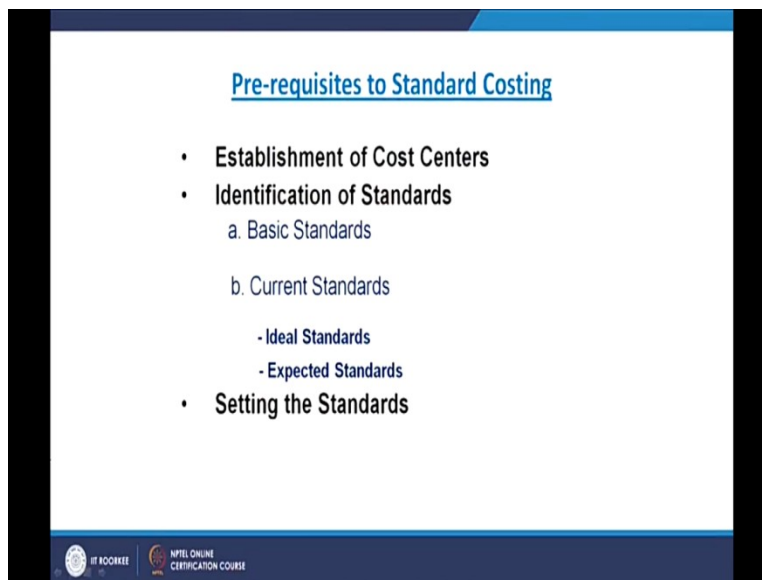 Pre-requisites to Standard Costing
• Establishment of Cost Centers
• Identification of Standards
a. Basic Standards
b. Current Standards
- Ideal Standards
- Expected Standards
• Setting the Standards
IIT ROORKEE
NPTEL ONLINE
CERTIFICATION COURSE